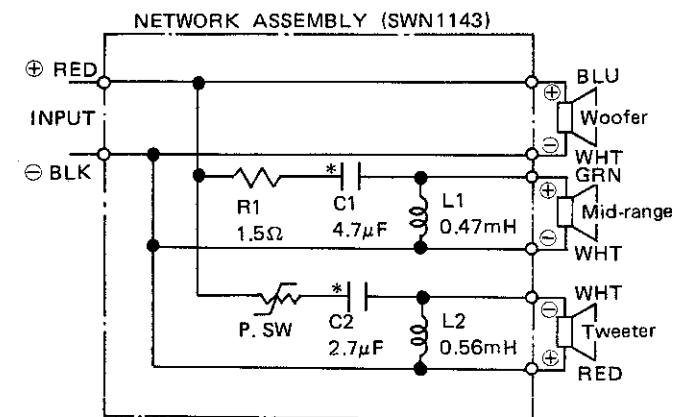 NETWORK ASSEMBLY (SWN1143)
⊕ RED
BLU
⊕
INPUT
Woofer
⊖
WHT
⊖ BLK
GRN
*
⊕
R1
C1
L1
Mid-range
1.5Ω
4.7μF
0.47mH
⊖
WHT
*
WHT
⊖
P. SW
C2
L2
Tweeter
2.7μF
0.56mH
⊕
RED